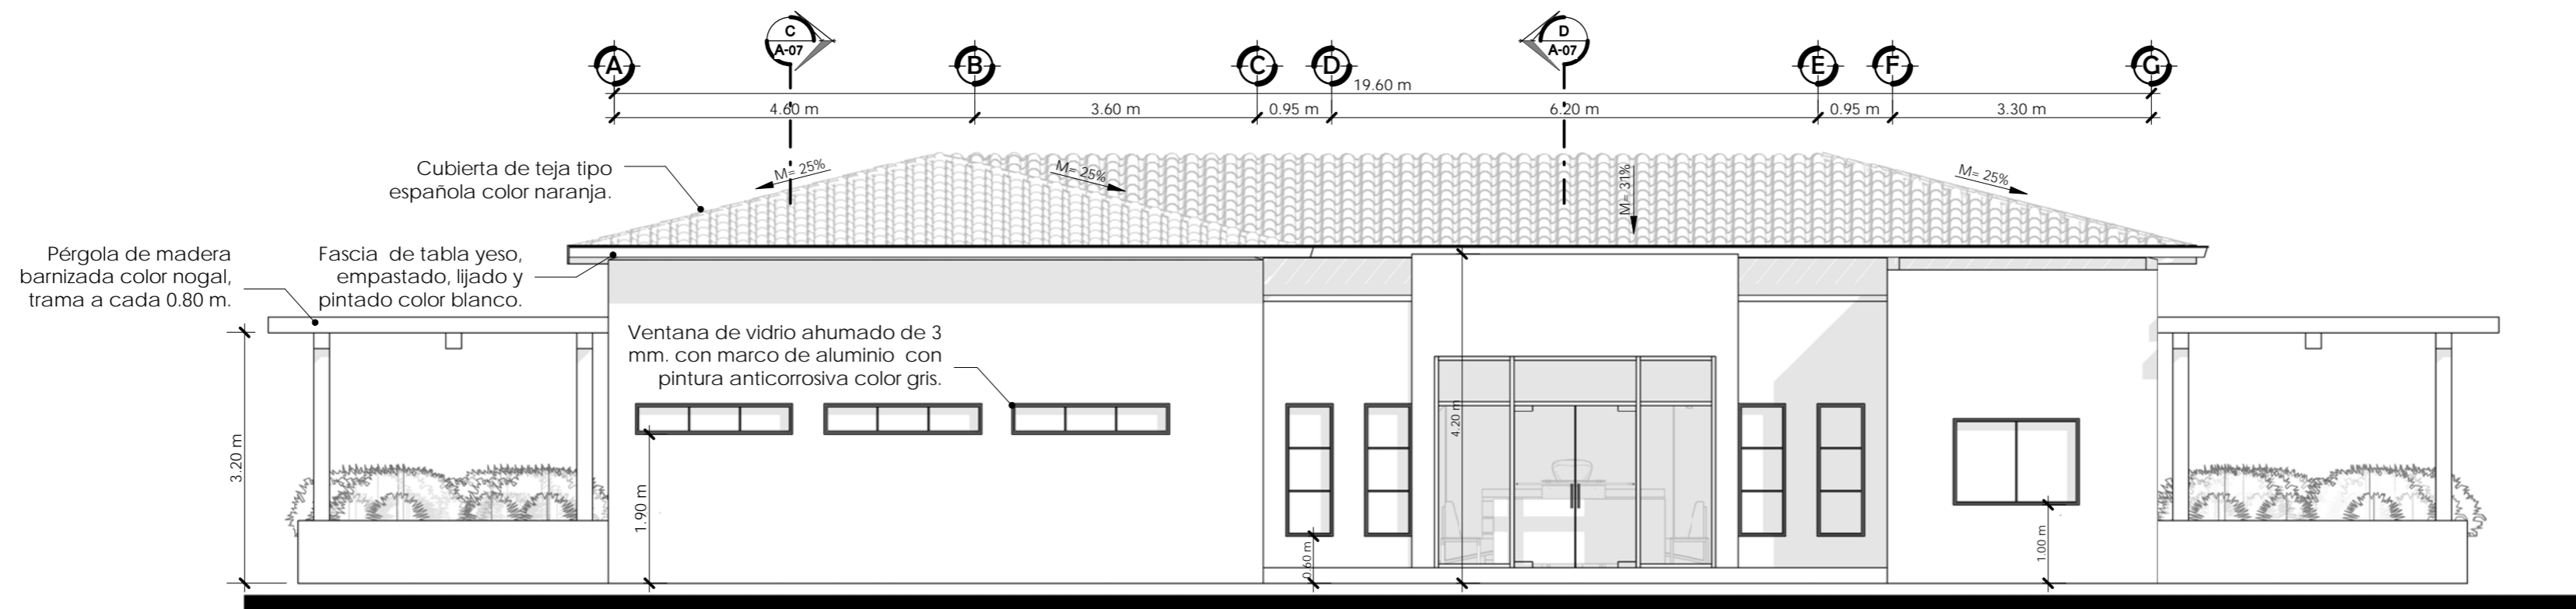 C
A-07
D
A-07
A
B
C
D
E
F
G
19.60 m
4.60 m
3.60 m
0.95 m
6.20 m
0.95 m
3.30 m
Cubierta de teja tipo
española color naranja.
M= 25%
M= 25%
M= 31%
M= 25%
Pérgola de madera
barnizada color nogal,
trama a cada 0.80 m.
Fascia de tabla yeso,
empastado, lijado y
pintado color blanco.
Ventana de vidrio ahumado de 3
mm. con marco de aluminio con
pintura anticorrosiva color gris.
3.20 m
1.90 m
0.60 m
4.20 m
1.00 m